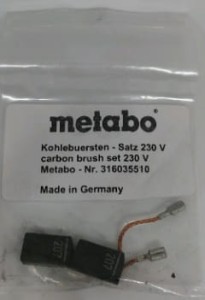 metabo
Kohlebuersten - Satz 230 V
carbon brush set 230 V
Metabo - Nr. 316035510
Made in Germany